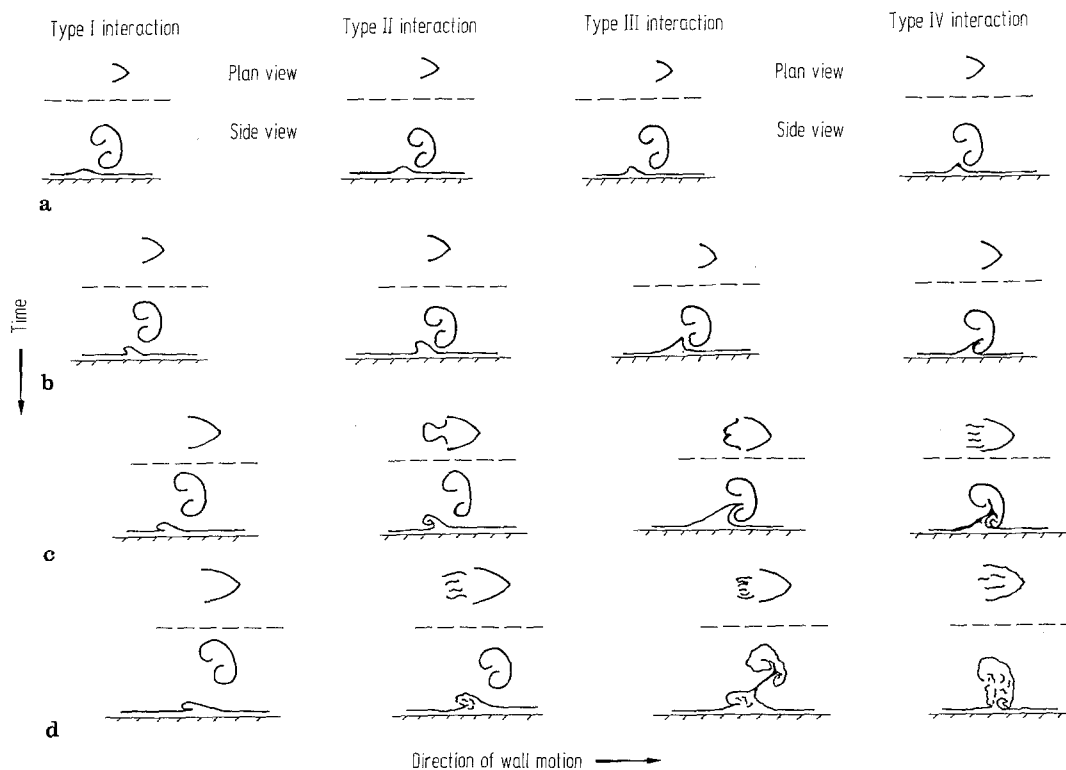 Type I interaction
Type II interaction
Type III interaction
Type IV interaction
Plan view
Plan view
Side view
Side view
a
b
Time
c
d
Direction of wall motion